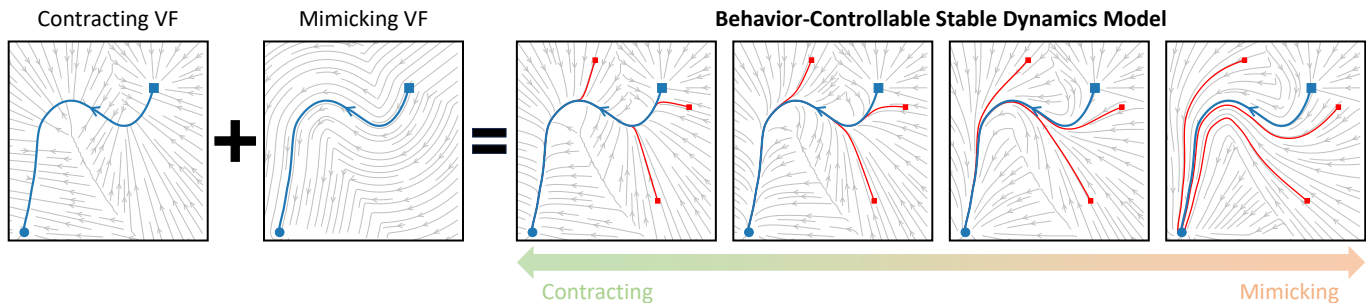 Contracting VF
Mimicking VF
Behavior-Controllable Stable Dynamics Model
Contracting
Mimicking